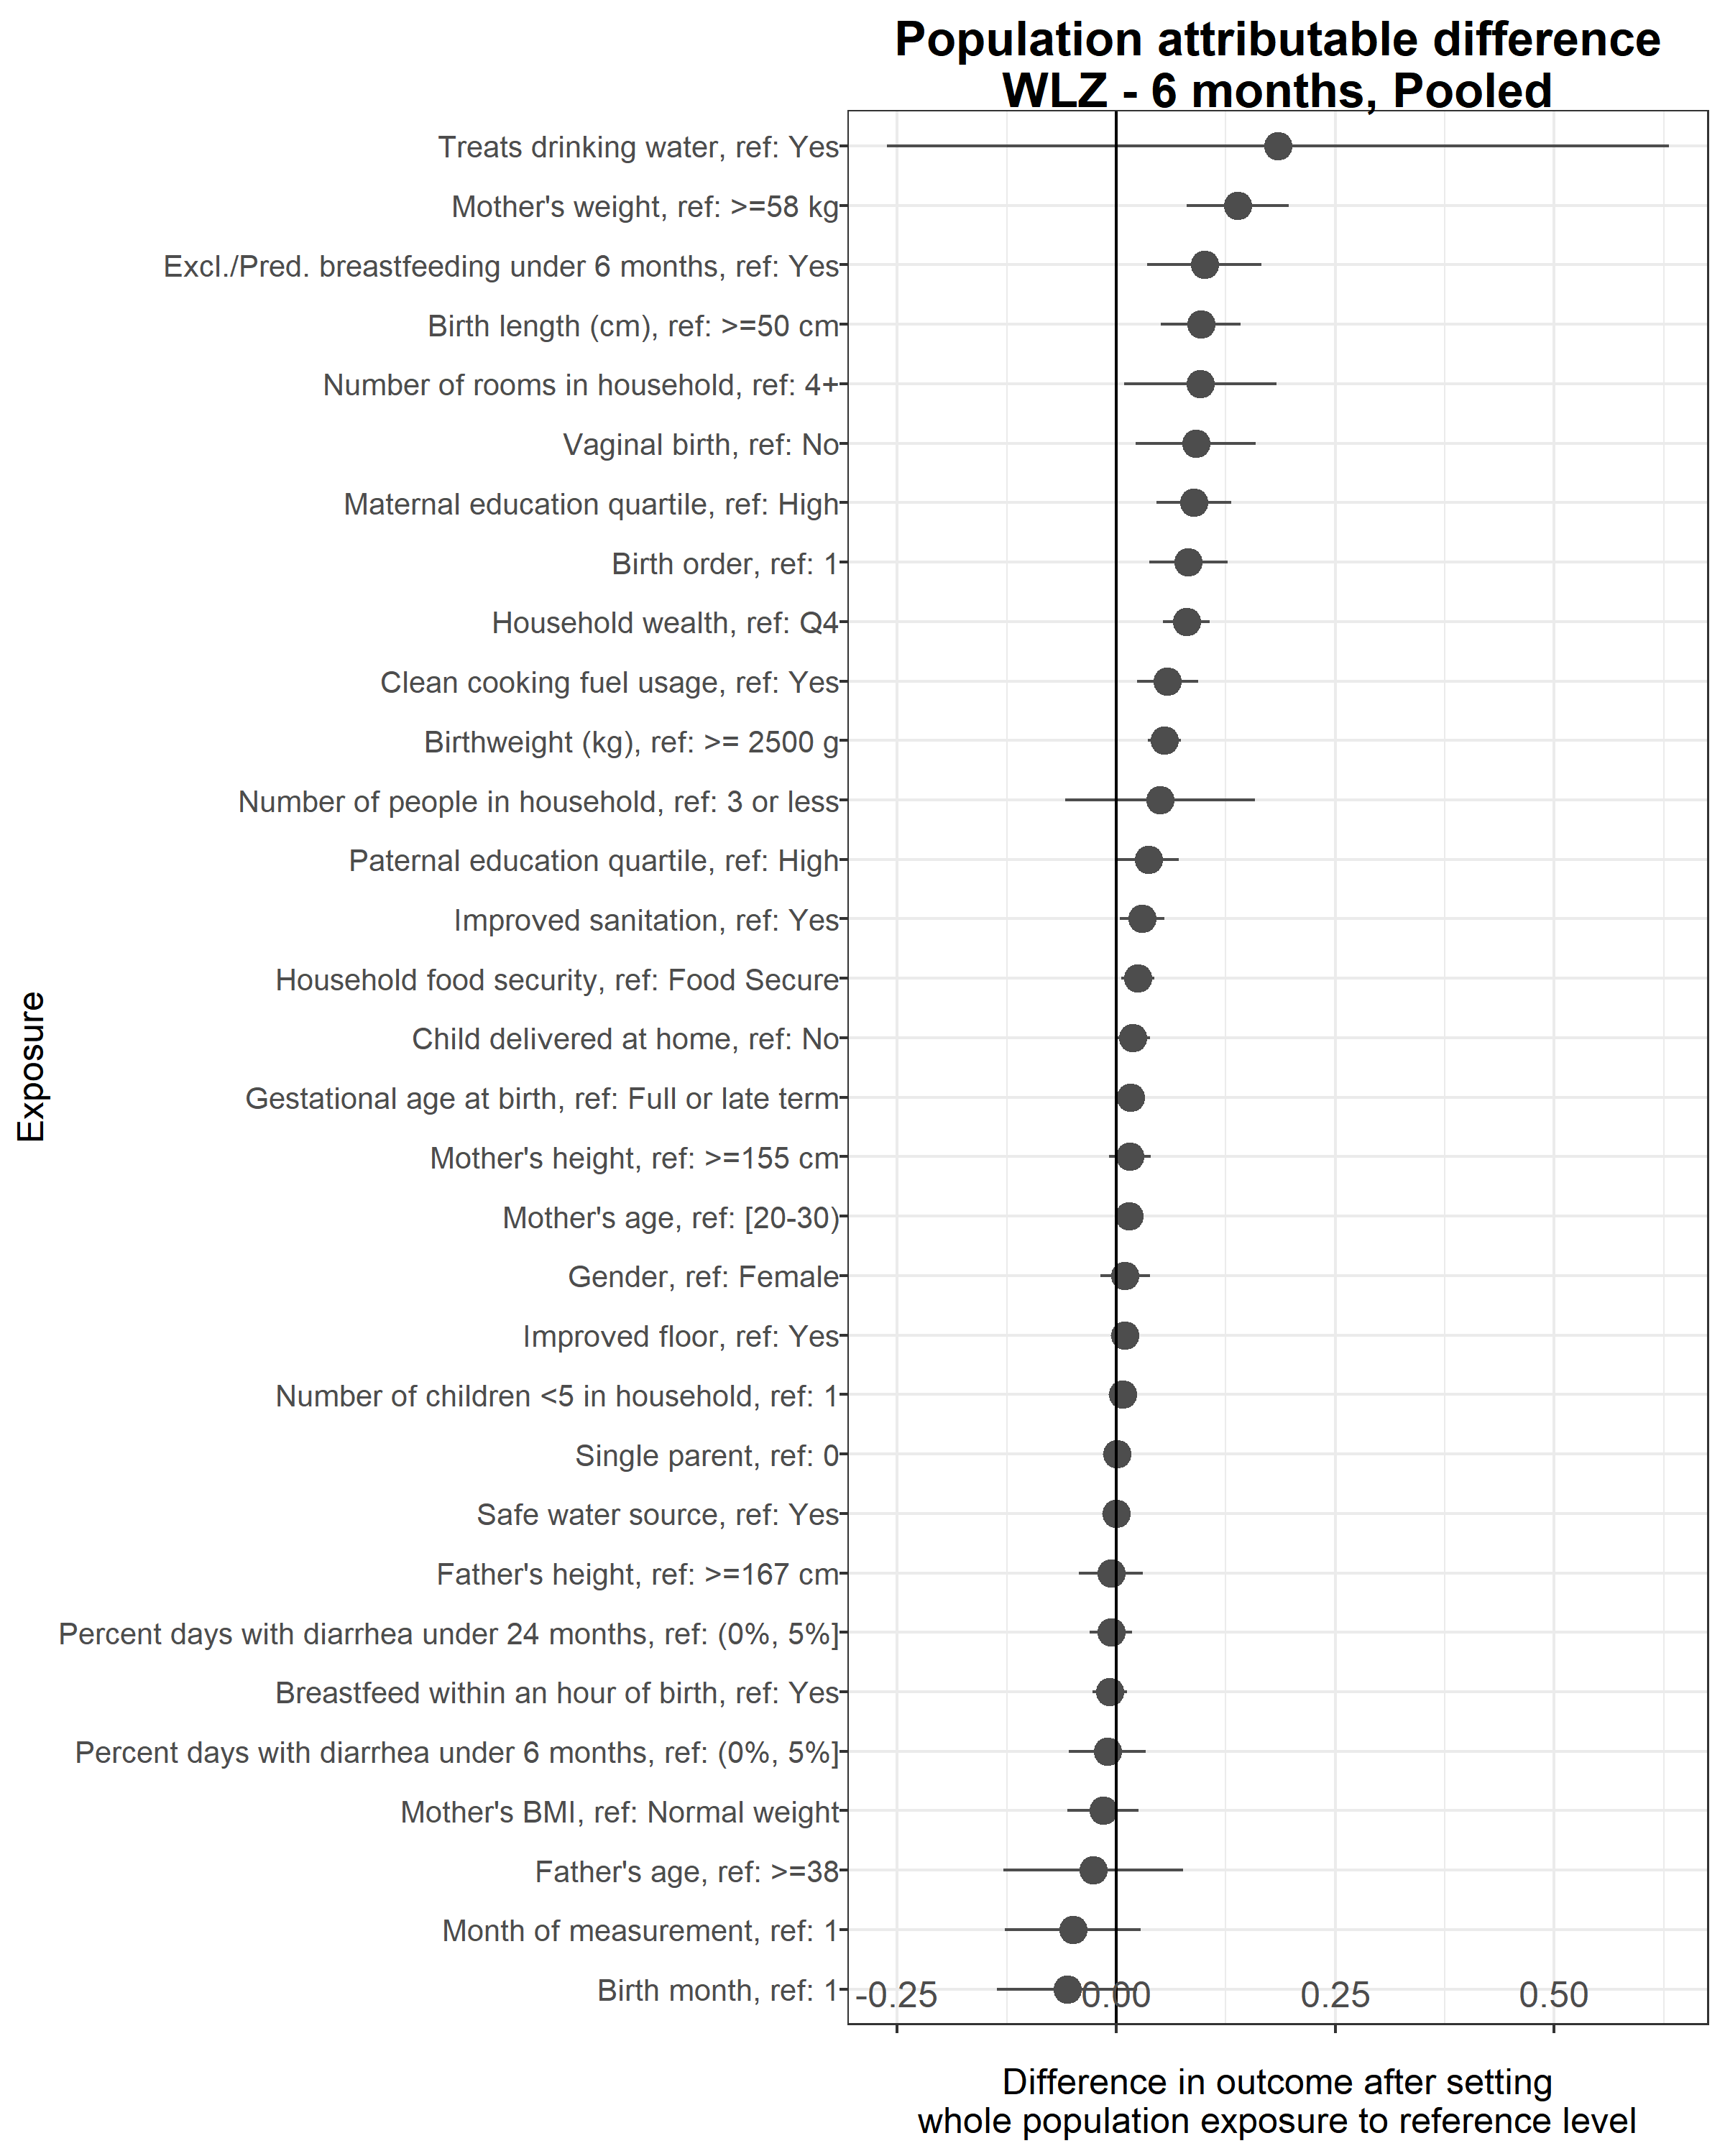 Population attributable difference
WLZ - 6 months, Pooled
Treats drinking water, ref: Yes
Mother's weight, ref: >=58 kg
Excl./Pred. breastfeeding under 6 months, ref: Yes
Birth length (cm), ref: >=50 cm
Number of rooms in household, ref: 4+
Vaginal birth, ref: No
Maternal education quartile, ref: High
Birth order, ref: 1
Household wealth, ref: Q4
Clean cooking fuel usage, ref: Yes
Birthweight (kg), ref: >= 2500 g
Number of people in household, ref: 3 or less
Paternal education quartile, ref: High
Improved sanitation, ref: Yes
Household food security, ref: Food Secure
Child delivered at home, ref: No
Gestational age at birth, ref: Full or late term
Mother's height, ref: >=155 cm
Mother's age, ref: [20-30)
Gender, ref: Female
Improved floor, ref: Yes
Number of children <5 in household, ref: 1
Single parent, ref: 0
Safe water source, ref: Yes
Father's height, ref: >=167 cm
Percent days with diarrhea under 24 months, ref: (0%, 5%]
Breastfeed within an hour of birth, ref: Yes
Percent days with diarrhea under 6 months, ref: (0%, 5%]
Mother's BMI, ref: Normal weight
Father's age, ref: >=38
Month of measurement, ref: 1
Birth month, ref: 1
Exposure
-0.25 0.00 0.25 0.50
Difference in outcome after setting
whole population exposure to reference level